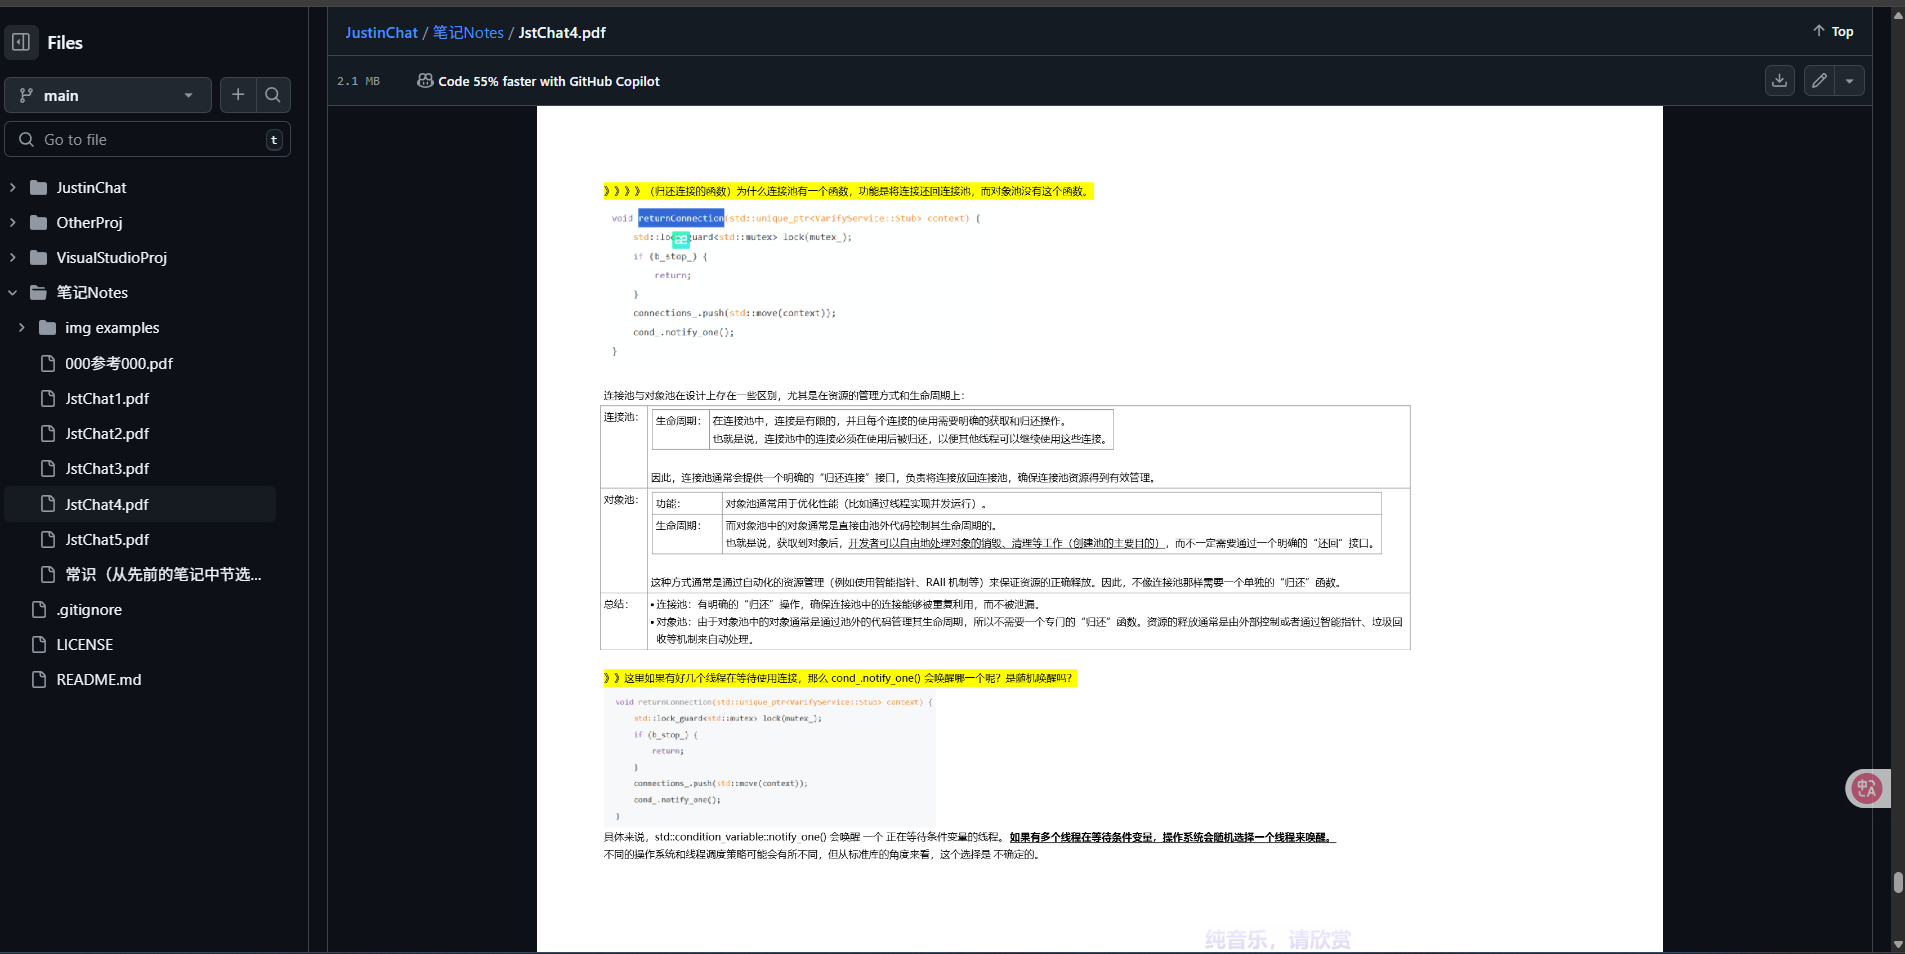 Files
JustinChat / 笔记Notes / JstChat4.pdf
Top
main
2.1 MB
Code 55% faster with GitHub Copilot
Go to file
t
JustinChat
OtherProj
VisualStudioProj
笔记Notes
img examples
000参考000.pdf
JstChat1.pdf
JstChat2.pdf
JstChat3.pdf
JstChat4.pdf
JstChat5.pdf
常识（从先前的笔记中节选...
.gitignore
LICENSE
README.md
》》》》（归还连接的函数）为什么连接池有一个函数，功能是将连接还回连接池，而对象池没有这个函数。
void returnConnection(std::unique_ptr<VarifyService::Stub> context) {
std::lock_guard<std::mutex> lock(mutex_);
if (b_stop_) {
return;
}
connections_.push(std::move(context));
cond_.notify_one();
}
连接池与对象池在设计上存在一些区别，尤其是在资源的管理方式和生命周期上：
连接池：
生命周期：
在连接池中，连接是有限的，并且每个连接的使用需要明确的获取和归还操作。
也就是说，连接池中的连接必须在使用后被归还，以便其他线程可以继续使用这些连接。
因此，连接池通常会提供一个明确的“归还连接”接口，负责将连接放回连接池，确保连接池资源得到有效管理。
对象池：
功能：
对象池通常用于优化性能（比如通过线程实现并发运行）。
生命周期：
而对象池中的对象通常是直接由池外代码控制其生命周期的。
也就是说，获取到对象后，开发者可以自由地处理对象的销毁、清理等工作（创建池的主要目的），而不一定需要通过一个明确的“还回”接口。
这种方式通常是通过自动化的资源管理（例如使用智能指针、RAII 机制等）来保证资源的正确释放。因此，不像连接池那样需要一个单独的“归还”函数。
总结：
• 连接池：有明确的“归还”操作，确保连接池中的连接能够被重复利用，而不被泄漏。
• 对象池：由于对象池中的对象通常是通过池外的代码管理其生命周期，所以不需要一个专门的“归还”函数。资源的释放通常是由外部控制或者通过智能指针、垃圾回
收等机制来自动处理。
》》这里如果有好几个线程在等待使用连接，那么 cond_.notify_one() 会唤醒哪一个呢？是随机唤醒吗？
void returnConnection(std::unique_ptr<VarifyService::Stub> context) {
std::lock_guard<std::mutex> lock(mutex_);
if (b_stop_) {
return;
}
connections_.push(std::move(context));
cond_.notify_one();
}
具体来说，std::condition_variable::notify_one() 会唤醒 一个 正在等待条件变量的线程。如果有多个线程在等待条件变量，操作系统会随机选择一个线程来唤醒。
不同的操作系统和线程调度策略可能会有所不同，但从标准库的角度来看，这个选择是 不确定的。
纯音乐，请欣赏